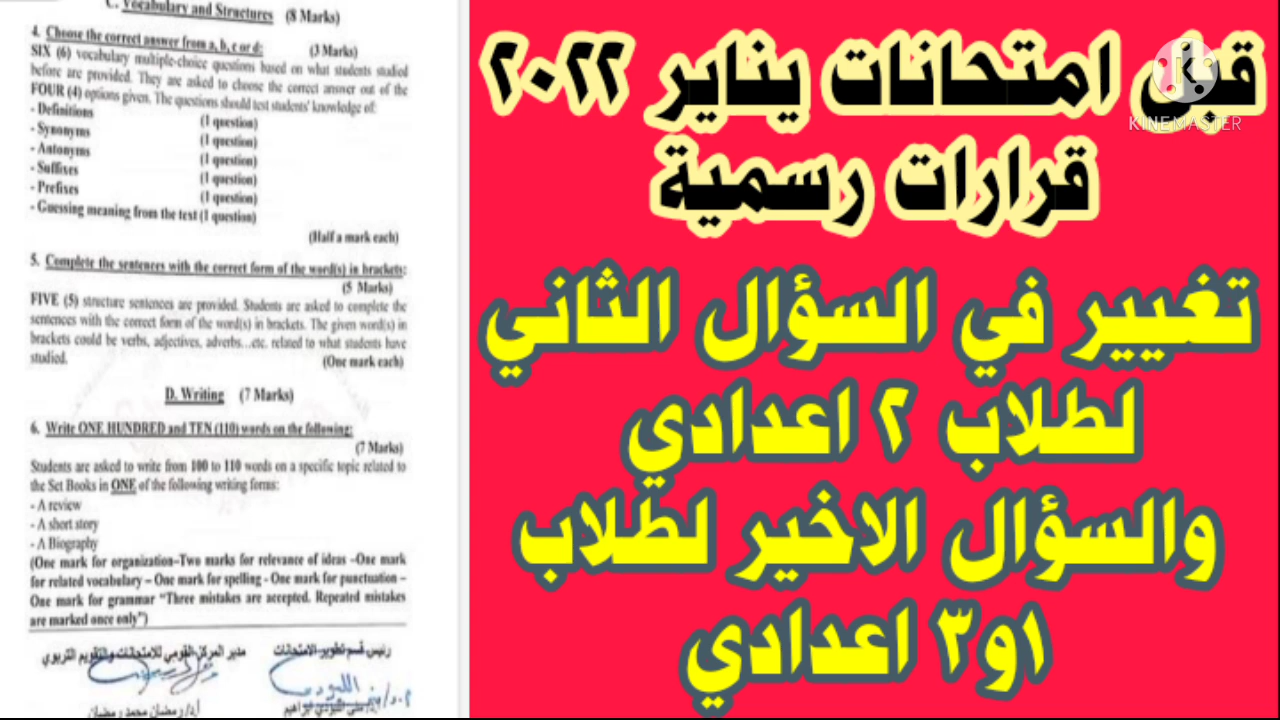 C. Vocabulary and Structures (8 Marks)
4. Choose the correct answer from a, b, c or d: (3 Marks)
SIX (6) vocabulary multiple-choice questions based on what students studied
before are provided. They are asked to choose the correct answer out of the
FOUR (4) options given. The questions should test students' knowledge of:
- Definitions (1 question)
- Synonyms (1 question)
- Antonyms (1 question)
- Suffixes (1 question)
- Prefixes (1 question)
- Guessing meaning from the text (1 question)
(Half a mark each)
5. Complete the sentences with the correct form of the word(s) in brackets:
(5 Marks)
FIVE (5) structure sentences are provided. Students are asked to complete the
sentences with the correct form of the word(s) in brackets. The given word(s) in
brackets could be verbs, adjectives, adverbs...etc. related to what students have
studied. (One mark each)
D. Writing (7 Marks)
6. Write ONE HUNDRED and TEN (110) words on the following:
(7 Marks)
Students are asked to write from 100 to 110 words on a specific topic related to
the Set Books in ONE of the following writing forms:
- A review
- A short story
- A Biography
(One mark for organization–Two marks for relevance of ideas –One mark
for related vocabulary – One mark for spelling - One mark for punctuation –
One mark for grammar “Three mistakes are accepted. Repeated mistakes
are marked once only”)
رئيس قسم تطوير الامتحانات
مدير المركز القومي للامتحانات والتقويم التربوي
أ.د/ رمضان محمد رمضان
قبل امتحانات يناير ٢٠٢٢
KINEMASTER
قرارات رسمية
تغيير في السؤال الثاني
لطلاب ٢ اعدادي
والسؤال الاخير لطلاب
١و٣ اعدادي